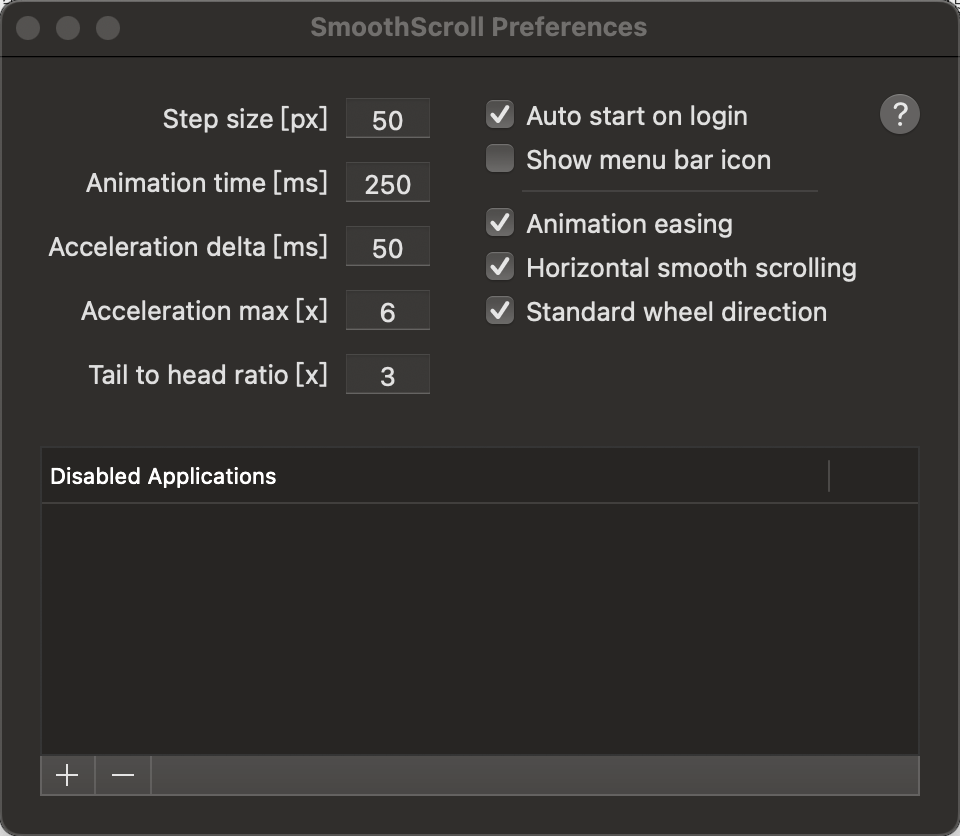 SmoothScroll Preferences
Step size [px] 50
Animation time [ms] 250
Acceleration delta [ms] 50
Acceleration max [x] 6
Tail to head ratio [x] 3
Auto start on login
Show menu bar icon
Animation easing
Horizontal smooth scrolling
Standard wheel direction
?
Disabled Applications